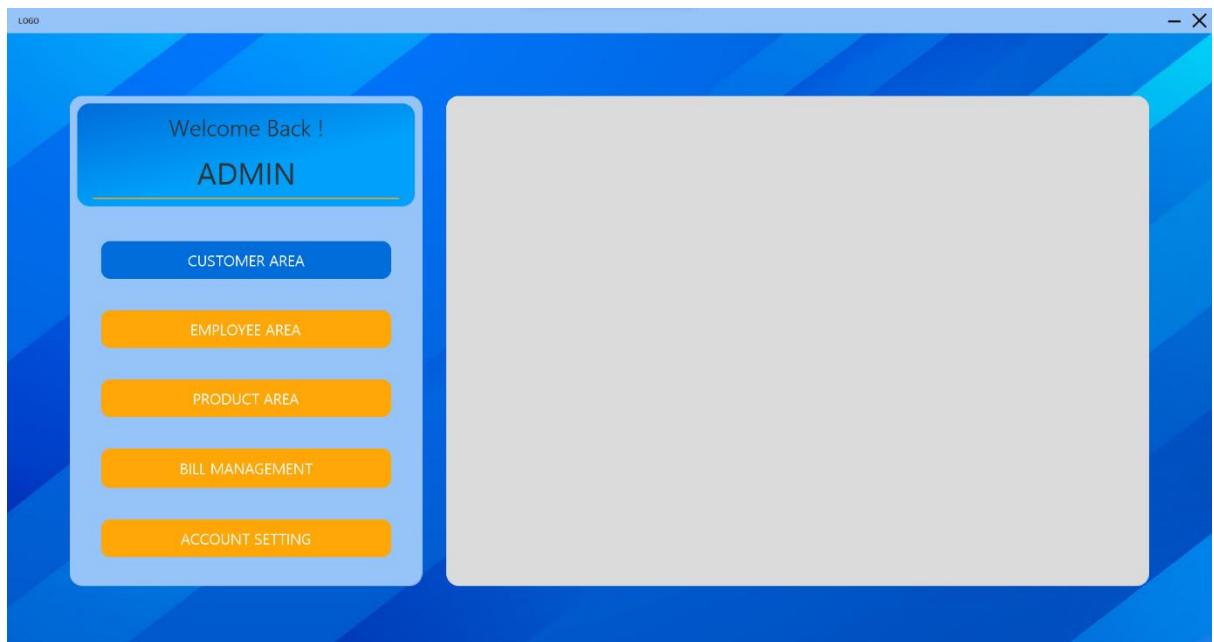 LOGO
Welcome Back !
ADMIN
CUSTOMER AREA
EMPLOYEE AREA
PRODUCT AREA
BILL MANAGEMENT
ACCOUNT SETTING